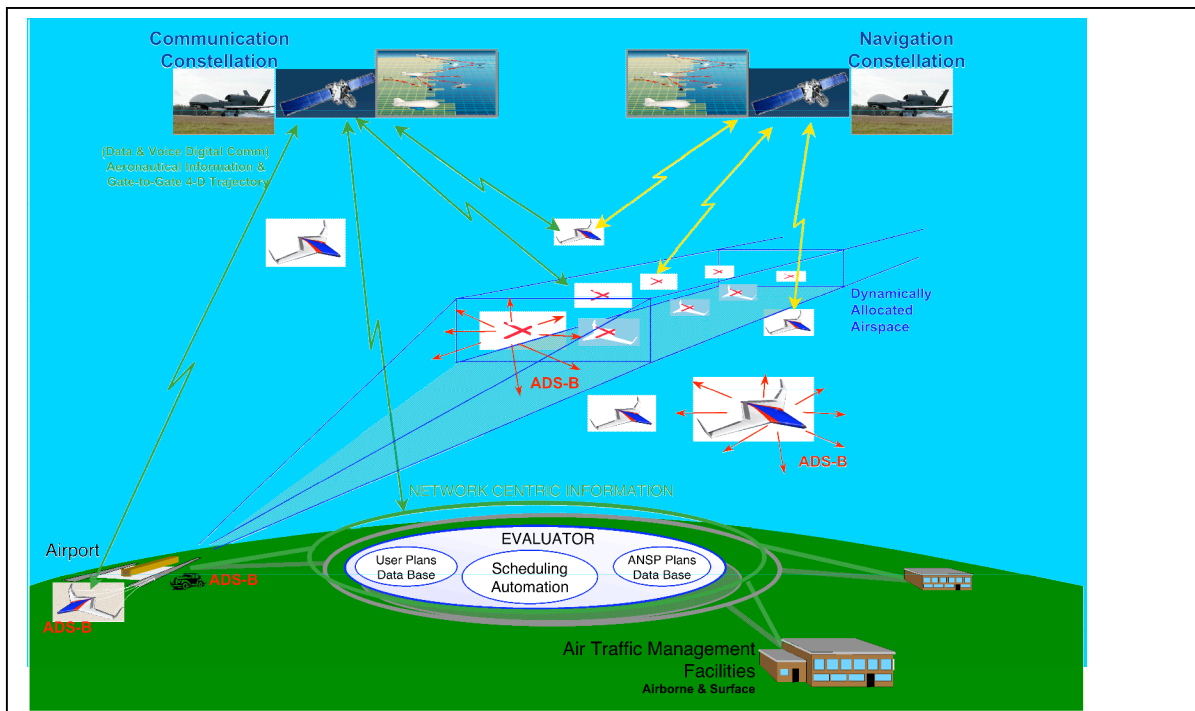 Communication
Constellation
Navigation
Constellation
(Data & Voice Digital Comm)
Aeronautical Information &
Gate-to-Gate 4-D Trajectory
Dynamically
Allocated
Airspace
ADS-B
ADS-B
NETWORK CENTRIC INFORMATION
Airport
EVALUATOR
User Plans
Data Base
Scheduling
Automation
ANSP Plans
Data Base
ADS-B
ADS-B
Air Traffic Management
Facilities
Airborne & Surface